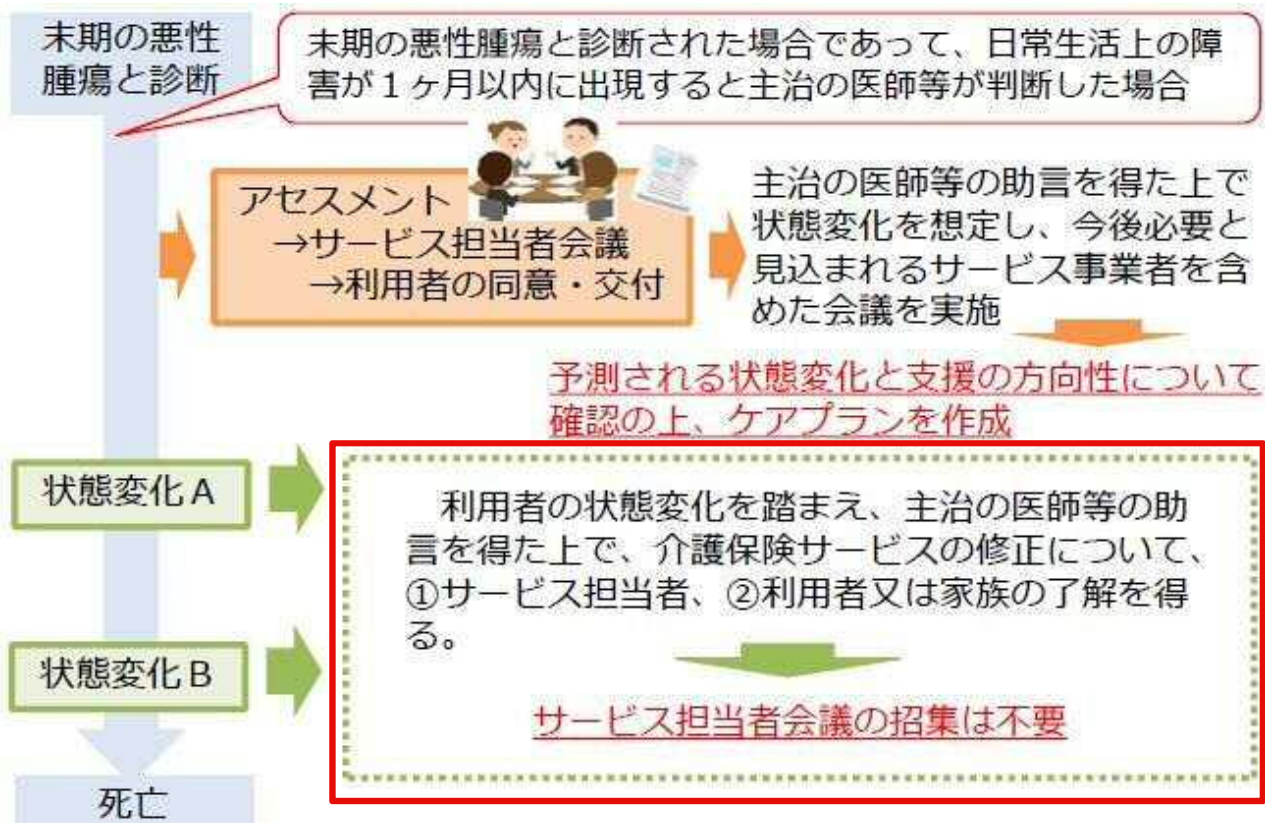 末期の悪性
腫瘍と診断
末期の悪性腫瘍と診断された場合であって、日常生活上の障
害が１ヶ月以内に出現すると主治の医師等が判断した場合
アセスメント
→サービス担当者会議
→利用者の同意・交付
主治の医師等の助言を得た上で
状態変化を想定し、今後必要と
見込まれるサービス事業者を含
めた会議を実施
予測される状態変化と支援の方向性について
確認の上、ケアプランを作成
状態変化Ａ
利用者の状態変化を踏まえ、主治の医師等の助
言を得た上で、介護保険サービスの修正について、
①サービス担当者、②利用者又は家族の了解を得
る。
状態変化Ｂ
サービス担当者会議の招集は不要
死亡